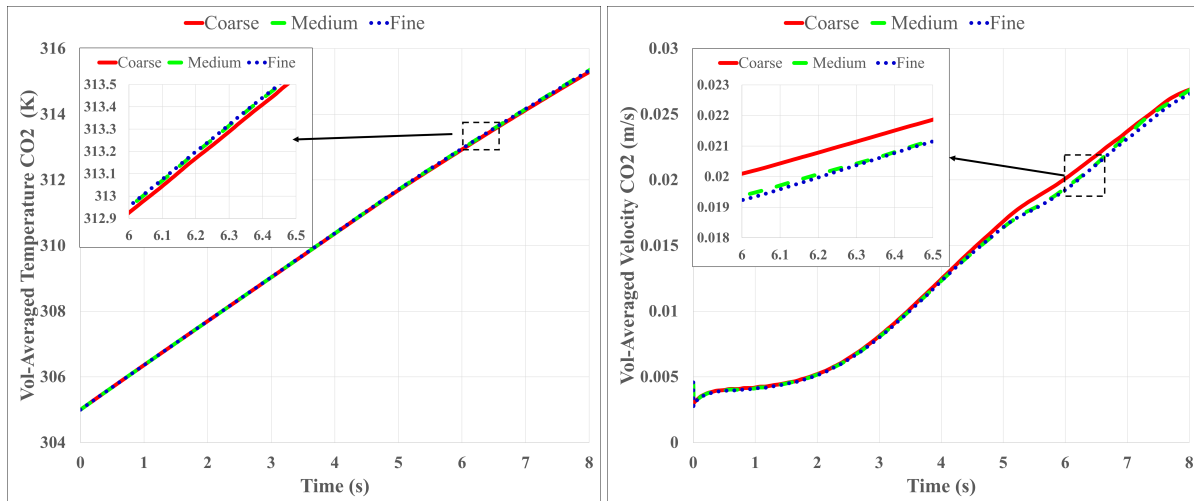 Coarse Medium Fine
316
314
312
310
308
306
304
Vol-Averaged Temperature CO2 (K)
Coarse Medium Fine
313.5
313.4
313.3
313.2
313.1
313
312.9
6 6.1 6.2 6.3 6.4 6.5
0 1 2 3 4 5 6 7 8
Time (s)
Coarse Medium Fine
0.03
0.025
0.02
0.015
0.01
0.005
0
Vol-Averaged Velocity CO2 (m/s)
Coarse Medium Fine
0.023
0.022
0.021
0.02
0.019
0.018
6 6.1 6.2 6.3 6.4 6.5
0 1 2 3 4 5 6 7 8
Time (s)